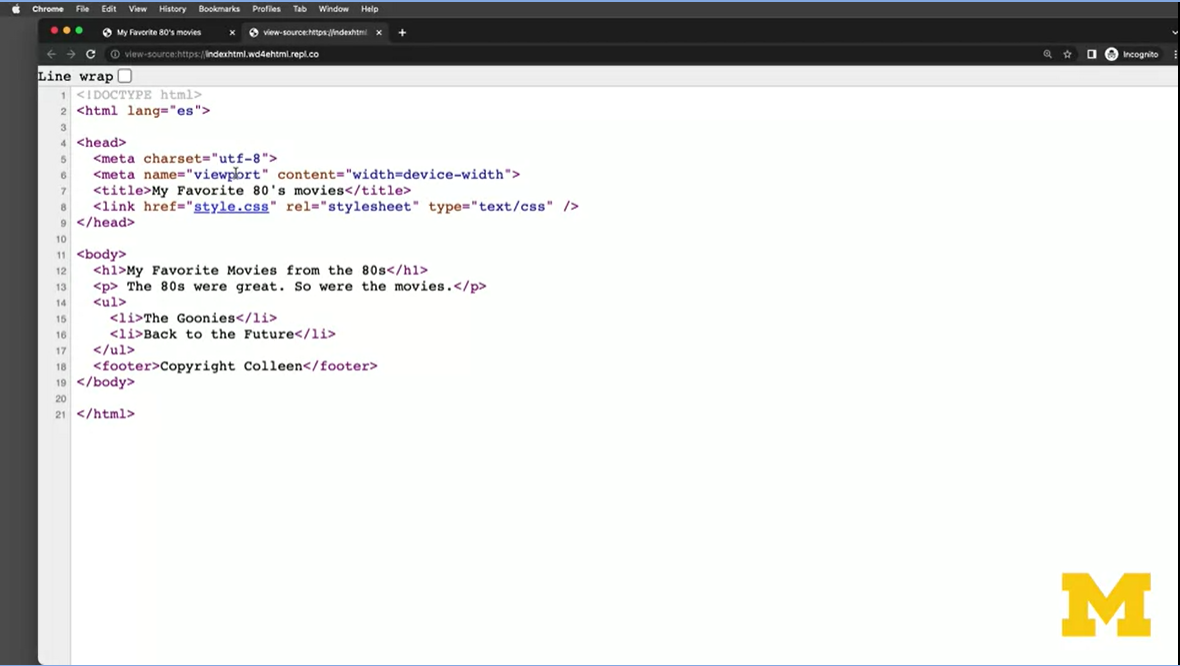 Chrome File Edit View History Bookmarks Profiles Tab Window Help
My Favorite 80's movies view-source:https://indexhtml
view-source:https://indexhtml.wd4ehtml.repl.co Incognito
Line wrap
1 <!DOCTYPE html>
2 <html lang="es">
3
4 <head>
5 <meta charset="utf-8">
6 <meta name="viewport" content="width=device-width">
7 <title>My Favorite 80's movies</title>
8 <link href="style.css" rel="stylesheet" type="text/css" />
9 </head>
10
11 <body>
12 <h1>My Favorite Movies from the 80s</h1>
13 <p> The 80s were great. So were the movies.</p>
14 <ul>
15 <li>The Goonies</li>
16 <li>Back to the Future</li>
17 </ul>
18 <footer>Copyright Colleen</footer>
19 </body>
20
21 </html>
M